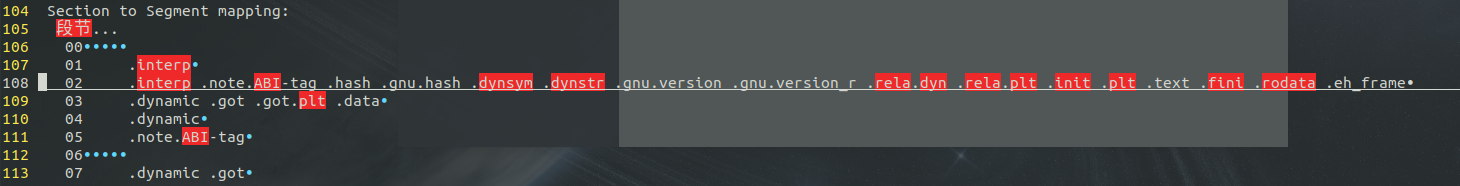 104 Section to Segment mapping:
105 段节...
106 00•••••
107 01 .interp•
108 02 .interp .note.ABI-tag .hash .gnu.hash .dynsym .dynstr .gnu.version .gnu.version_r .rela.dyn .rela.plt .init .plt .text .fini .rodata .eh_frame•
109 03 .dynamic .got .got.plt .data•
110 04 .dynamic•
111 05 .note.ABI-tag•
112 06•••••
113 07 .dynamic .got•